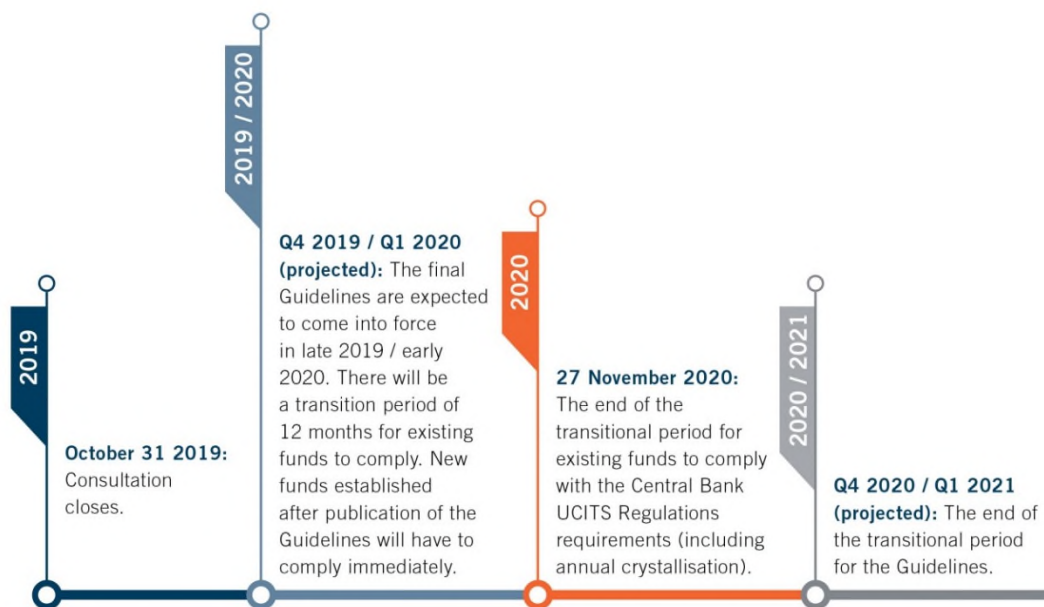 2019
October 31 2019:
Consultation
closes.
2019 / 2020
Q4 2019 / Q1 2020
(projected): The final
Guidelines are expected
to come into force
in late 2019 / early
2020. There will be
a transition period of
12 months for existing
funds to comply. New
funds established
after publication of the
Guidelines will have to
comply immediately.
2020
27 November 2020:
The end of the
transitional period for
existing funds to comply
with the Central Bank
UCITS Regulations
requirements (including
annual crystallisation).
2020 / 2021
Q4 2020 / Q1 2021
(projected): The end of
the transitional period
for the Guidelines.